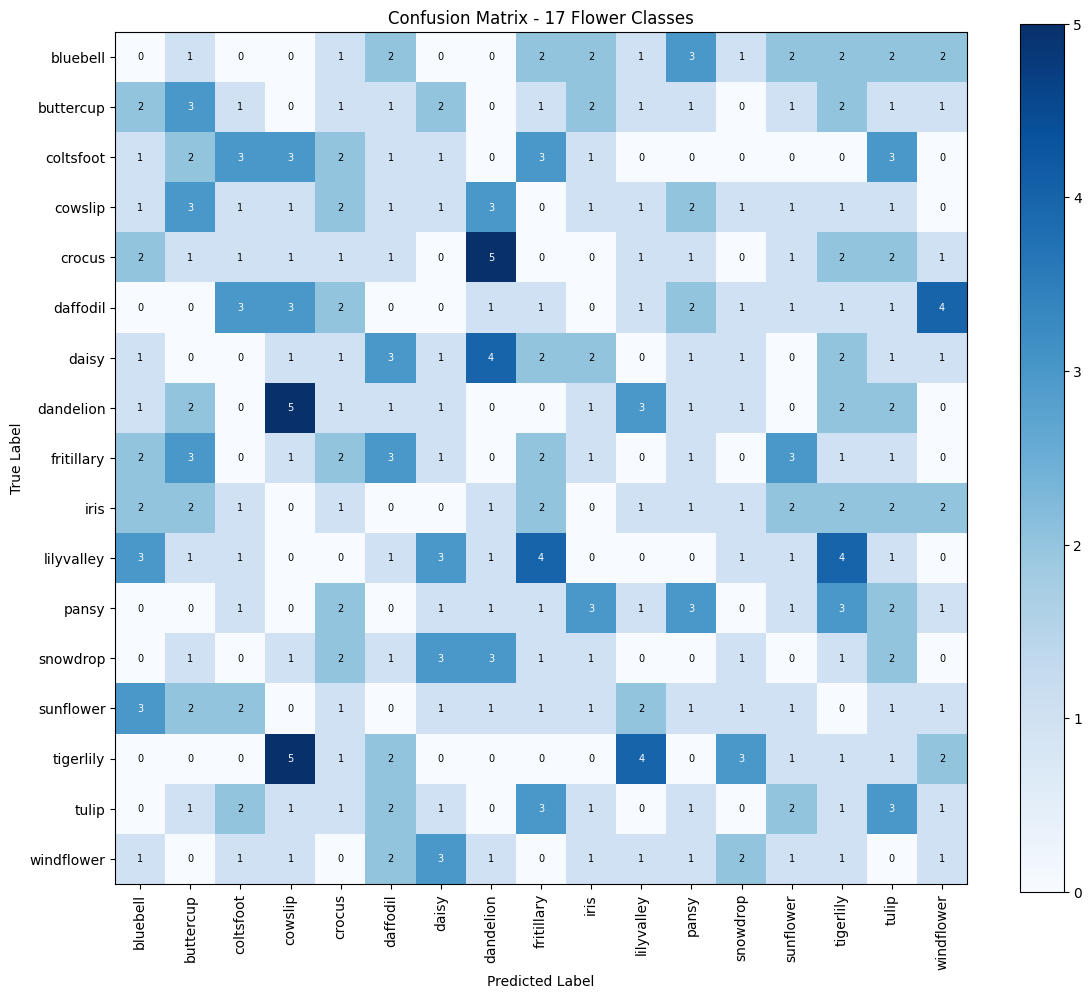 Confusion Matrix - 17 Flower Classes
True Label
bluebell 0 1 0 0 1 2 0 0 2 2 1 3 1 2 2 2 2
buttercup 2 3 1 0 1 1 2 0 1 2 1 1 0 1 2 1 1
coltsfoot 1 2 3 3 2 1 1 0 3 1 0 0 0 0 0 3 0
cowslip 1 3 1 1 2 1 1 3 0 1 1 2 1 1 1 1 0
crocus 2 1 1 1 1 1 0 5 0 0 1 1 0 1 2 2 1
daffodil 0 0 3 3 2 0 0 1 1 0 1 2 1 1 1 1 4
daisy 1 0 0 1 1 3 1 4 2 2 0 1 1 0 2 1 1
dandelion 1 2 0 5 1 1 1 0 0 1 3 1 1 0 2 2 0
fritillary 2 3 0 1 2 3 1 0 2 1 0 1 0 3 1 1 0
iris 2 2 1 0 1 0 0 1 2 0 1 1 1 2 2 2 2
lilyvalley 3 1 1 0 0 1 3 1 4 0 0 0 1 1 4 1 0
pansy 0 0 1 0 2 0 1 1 1 3 1 3 0 1 3 2 1
snowdrop 0 1 0 1 2 1 3 3 1 1 0 0 1 0 1 2 0
sunflower 3 2 2 0 1 0 1 1 1 1 2 1 1 1 0 1 1
tigerlily 0 0 0 5 1 2 0 0 0 0 4 0 3 1 1 1 2
tulip 0 1 2 1 1 2 1 0 3 1 0 1 0 2 1 3 1
windflower 1 0 1 1 0 2 3 1 0 1 1 1 2 1 1 0 1
bluebell buttercup coltsfoot cowslip crocus daffodil daisy dandelion fritillary iris lilyvalley pansy snowdrop sunflower tigerlily tulip windflower
Predicted Label
5
4
3
2
1
0